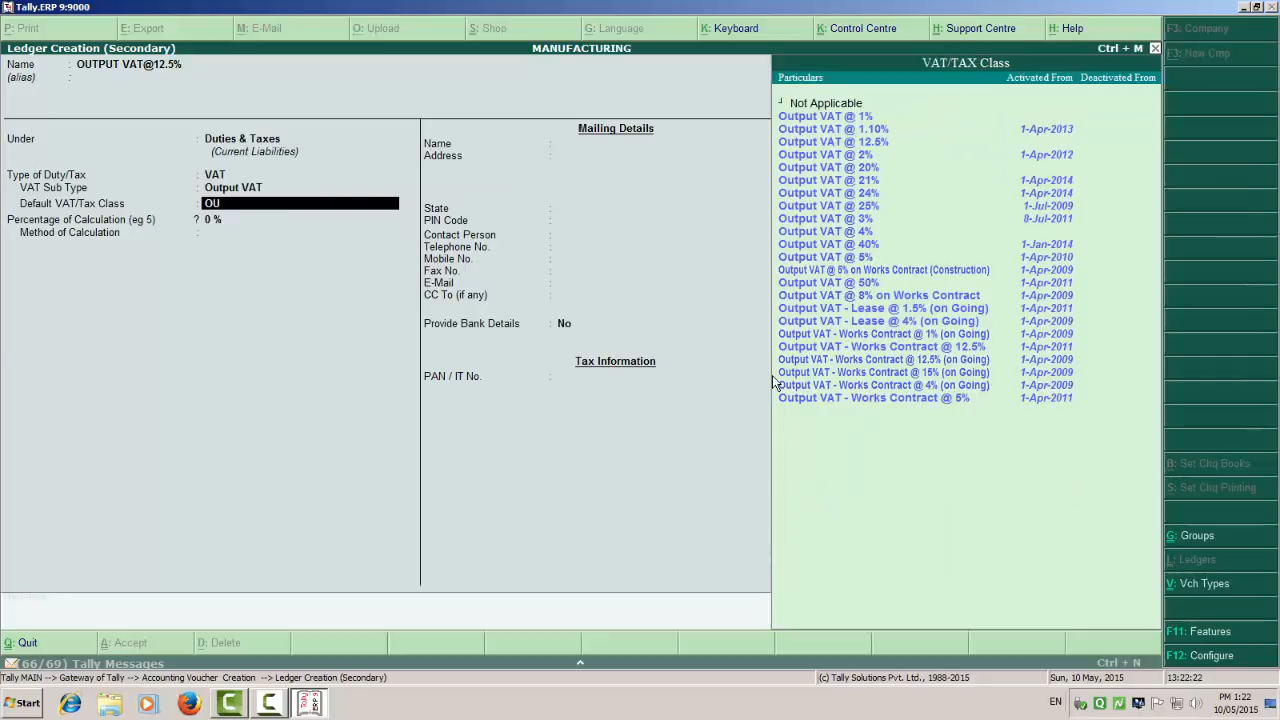 Tally.ERP 9:9000
P: Print E: Export M: E-Mail O: Upload S: Shop G: Language K: Keyboard K: Control Centre H: Support Centre H: Help F3: Company
F3: New Cmp
Ledger Creation (Secondary) MANUFACTURING Ctrl + M
Name : OUTPUT VAT@12.5%
(alias) :
Under : Duties & Taxes
(Current Liabilities)
Type of Duty/Tax : VAT
VAT Sub Type : Output VAT
Default VAT/Tax Class : OU
Percentage of Calculation (eg 5) ? 0 %
Method of Calculation :
Mailing Details
Name :
Address :
State :
PIN Code :
Contact Person :
Telephone No. :
Mobile No. :
Fax No. :
E-Mail :
CC To (if any) :
Provide Bank Details : No
Tax Information
PAN / IT No. :
VAT/TAX Class
Particulars Activated From Deactivated From
Not Applicable
Output VAT @ 1%
Output VAT @ 1.10% 1-Apr-2013
Output VAT @ 12.5%
Output VAT @ 2% 1-Apr-2012
Output VAT @ 20%
Output VAT @ 21% 1-Apr-2014
Output VAT @ 24% 1-Apr-2014
Output VAT @ 25% 1-Jul-2009
Output VAT @ 3% 8-Jul-2011
Output VAT @ 4%
Output VAT @ 40% 1-Jan-2014
Output VAT @ 5% 1-Apr-2010
Output VAT @ 5% on Works Contract (Construction) 1-Apr-2009
Output VAT @ 50% 1-Apr-2011
Output VAT @ 8% on Works Contract 1-Apr-2009
Output VAT - Lease @ 1.5% (on Going) 1-Apr-2011
Output VAT - Lease @ 4% (on Going) 1-Apr-2009
Output VAT - Works Contract @ 1% (on Going) 1-Apr-2009
Output VAT - Works Contract @ 12.5% 1-Apr-2011
Output VAT - Works Contract @ 12.5% (on Going) 1-Apr-2009
Output VAT - Works Contract @ 15% (on Going) 1-Apr-2009
Output VAT - Works Contract @ 4% (on Going) 1-Apr-2009
Output VAT - Works Contract @ 5% 1-Apr-2011
B: Set Chq Books
S: Set Chq Printing
G: Groups
L: Ledgers
V: Vch Types
F11: Features
F12: Configure
Q: Quit A: Accept D: Delete
(66/69) Tally Messages Ctrl + N
Tally MAIN --> Gateway of Tally --> Accounting Voucher Creation --> Ledger Creation (Secondary) (c) Tally Solutions Pvt. Ltd., 1988-2015 Sun, 10 May, 2015 13:22:22
Start Tally ERP 9 EN PM 1:22
10/05/2015